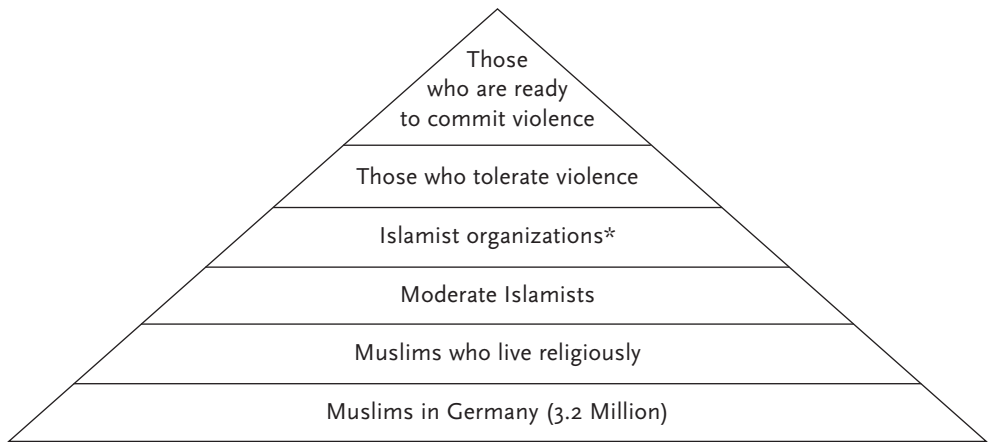 Those
who are ready
to commit violence
Those who tolerate violence
Islamist organizations*
Moderate Islamists
Muslims who live religiously
Muslims in Germany (3.2 Million)